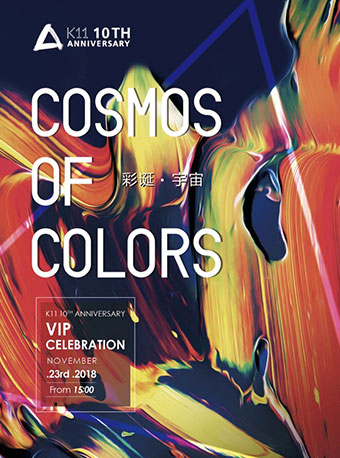 K11 10TH
ANNIVERSARY
COSMOS
OF
彩诞·宇宙
COLORS
K11 10TH ANNIVERSARY
VIP
CELEBRATION
NOVEMBER
.23rd .2018
From 15:00